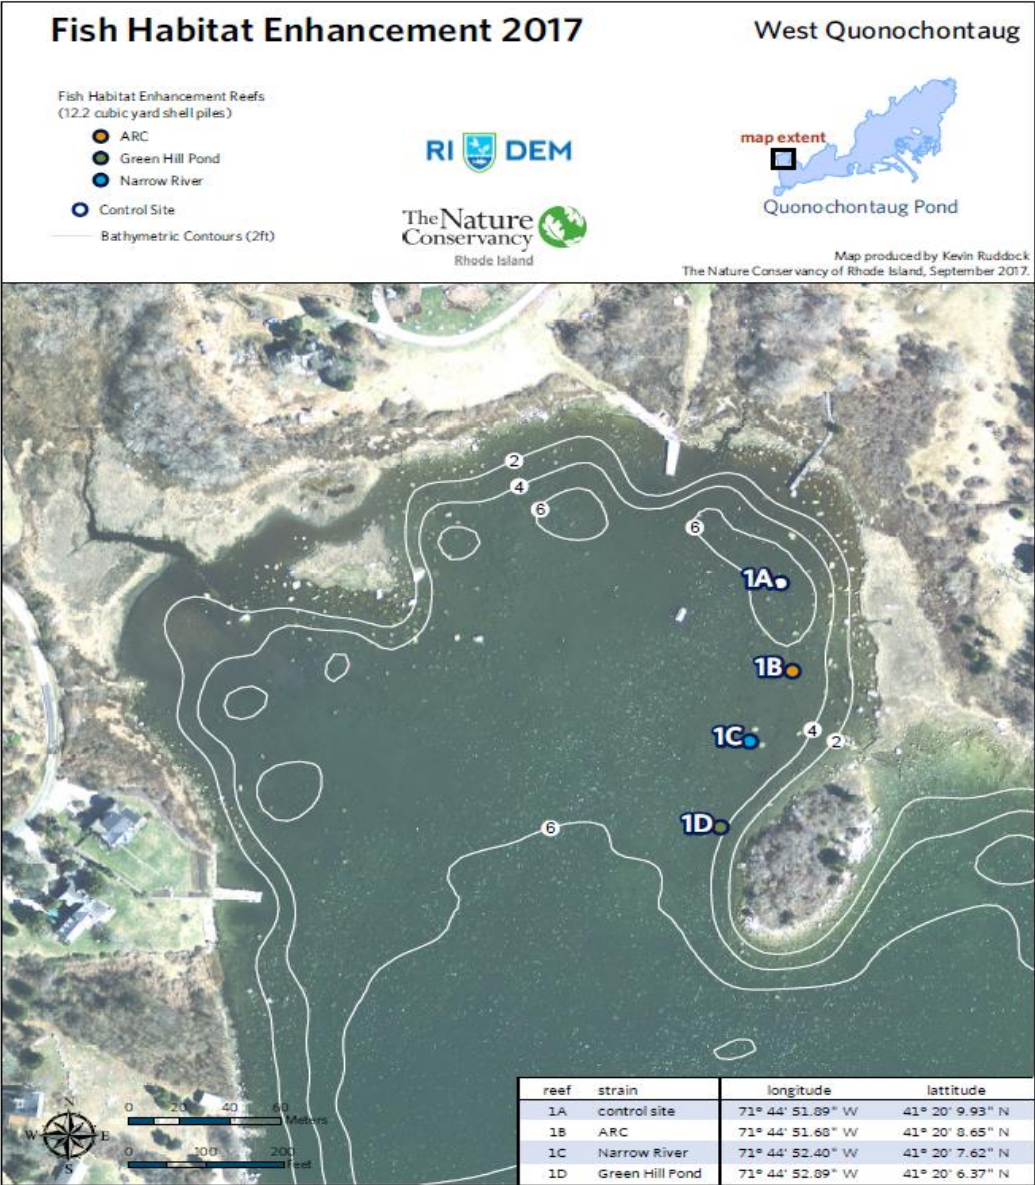 Fish Habitat Enhancement 2017
West Quonochontaug
Fish Habitat Enhancement Reefs
(12.2 cubic yard shell piles)
ARC
Green Hill Pond
Narrow River
Control Site
Bathymetric Contours (2ft)
RI DEM
The Nature
Conservancy
Rhode Island
map extent
Quonochontaug Pond
Map produced by Kevin Ruddock
The Nature Conservancy of Rhode Island, September 2017.
2
4
6
6
1A
1B
1C
4
2
1D
6
N
W E
S
0 20 40 60
Meters
0 100 200
Feet
reef strain longitude lattitude
1A control site 71° 44' 51.89" W 41° 20' 9.93" N
1B ARC 71° 44' 51.68" W 41° 20' 8.65" N
1C Narrow River 71° 44' 52.40" W 41° 20' 7.62" N
1D Green Hill Pond 71° 44' 52.89" W 41° 20' 6.37" N